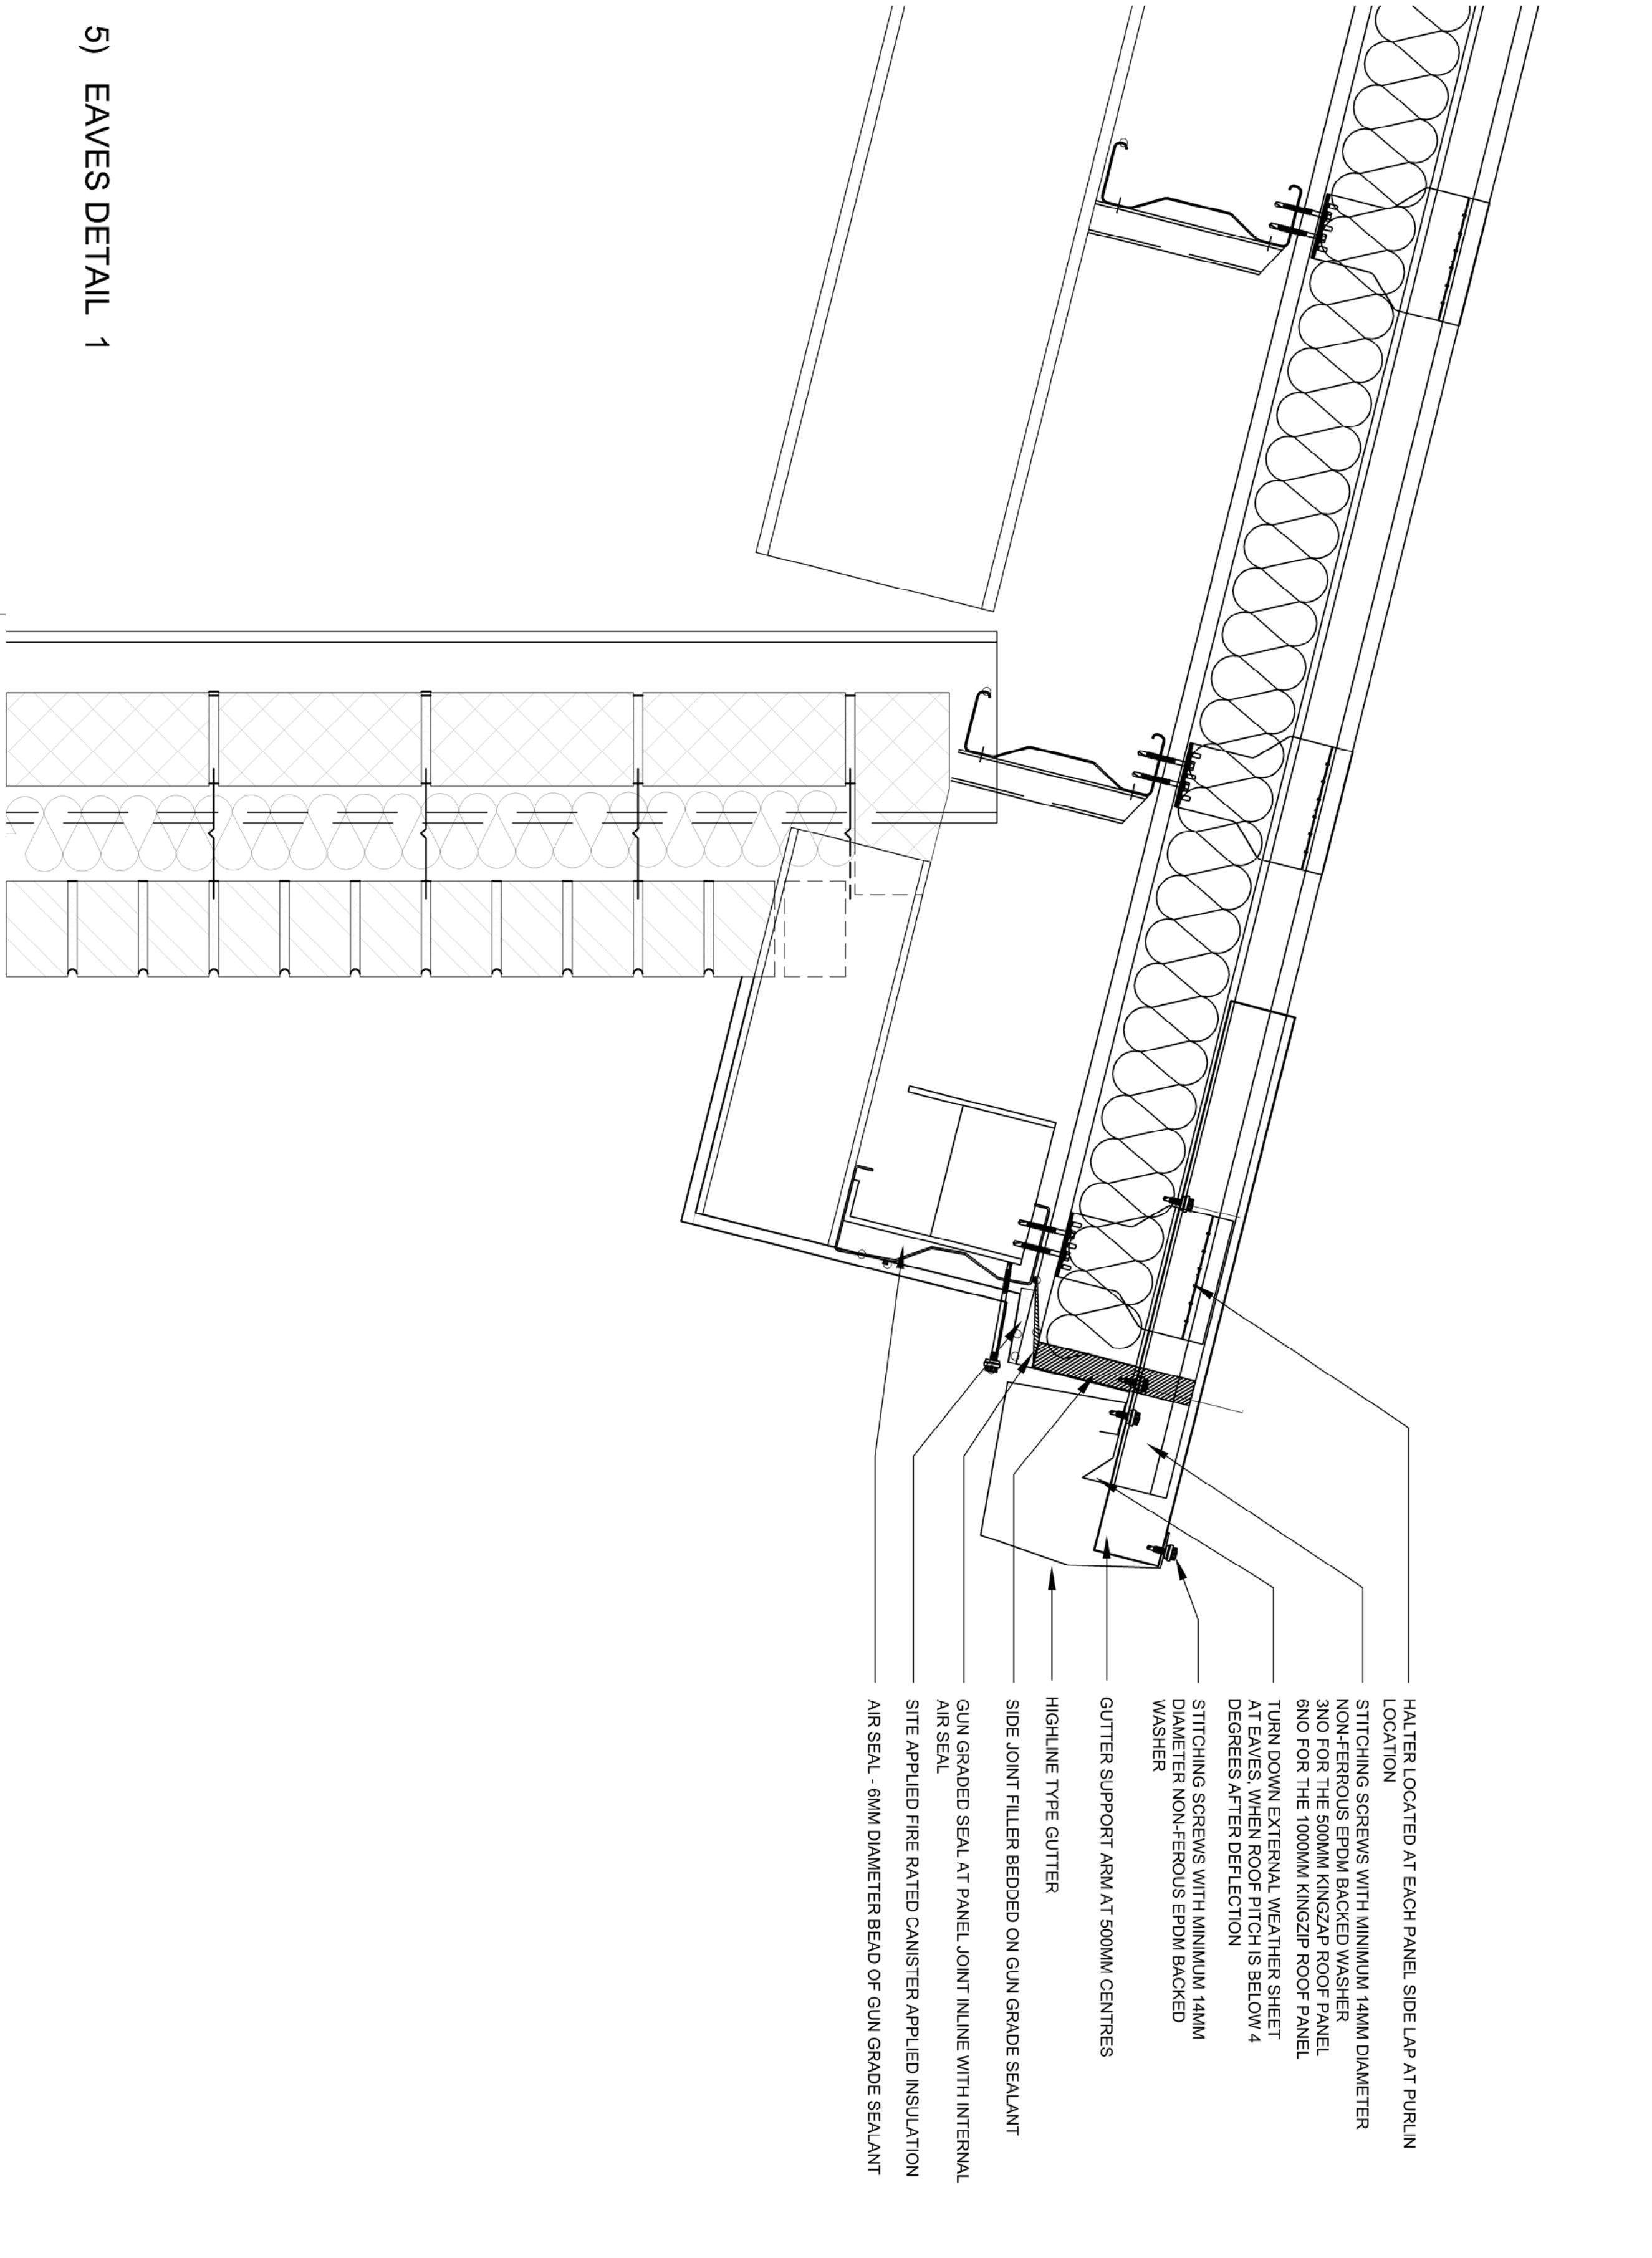 HALTER LOCATED AT EACH PANEL SIDE LAP AT PURLIN
LOCATION
STITCHING SCREWS WITH MINIMUM 14MM DIAMETER
NON-FERROUS EPDM BACKED WASHER
3NO FOR THE 500MM KINGZAP ROOF PANEL
6NO FOR THE 1000MM KINGZIP ROOF PANEL
TURN DOWN EXTERNAL WEATHER SHEET
AT EAVES, WHEN ROOF PITCH IS BELOW 4
DEGREES AFTER DEFLECTION
STITCHING SCREWS WITH MINIMUM 14MM
DIAMETER NON-FEROUS EPDM BACKED
WASHER
GUTTER SUPPORT ARM AT 500MM CENTRES
HIGHLINE TYPE GUTTER
SIDE JOINT FILLER BEDDED ON GUN GRADE SEALANT
GUN GRADED SEAL AT PANEL JOINT INLINE WITH INTERNAL
AIR SEAL
SITE APPLIED FIRE RATED CANISTER APPLIED INSULATION
AIR SEAL - 6MM DIAMETER BEAD OF GUN GRADE SEALANT
5) EAVES DETAIL 1